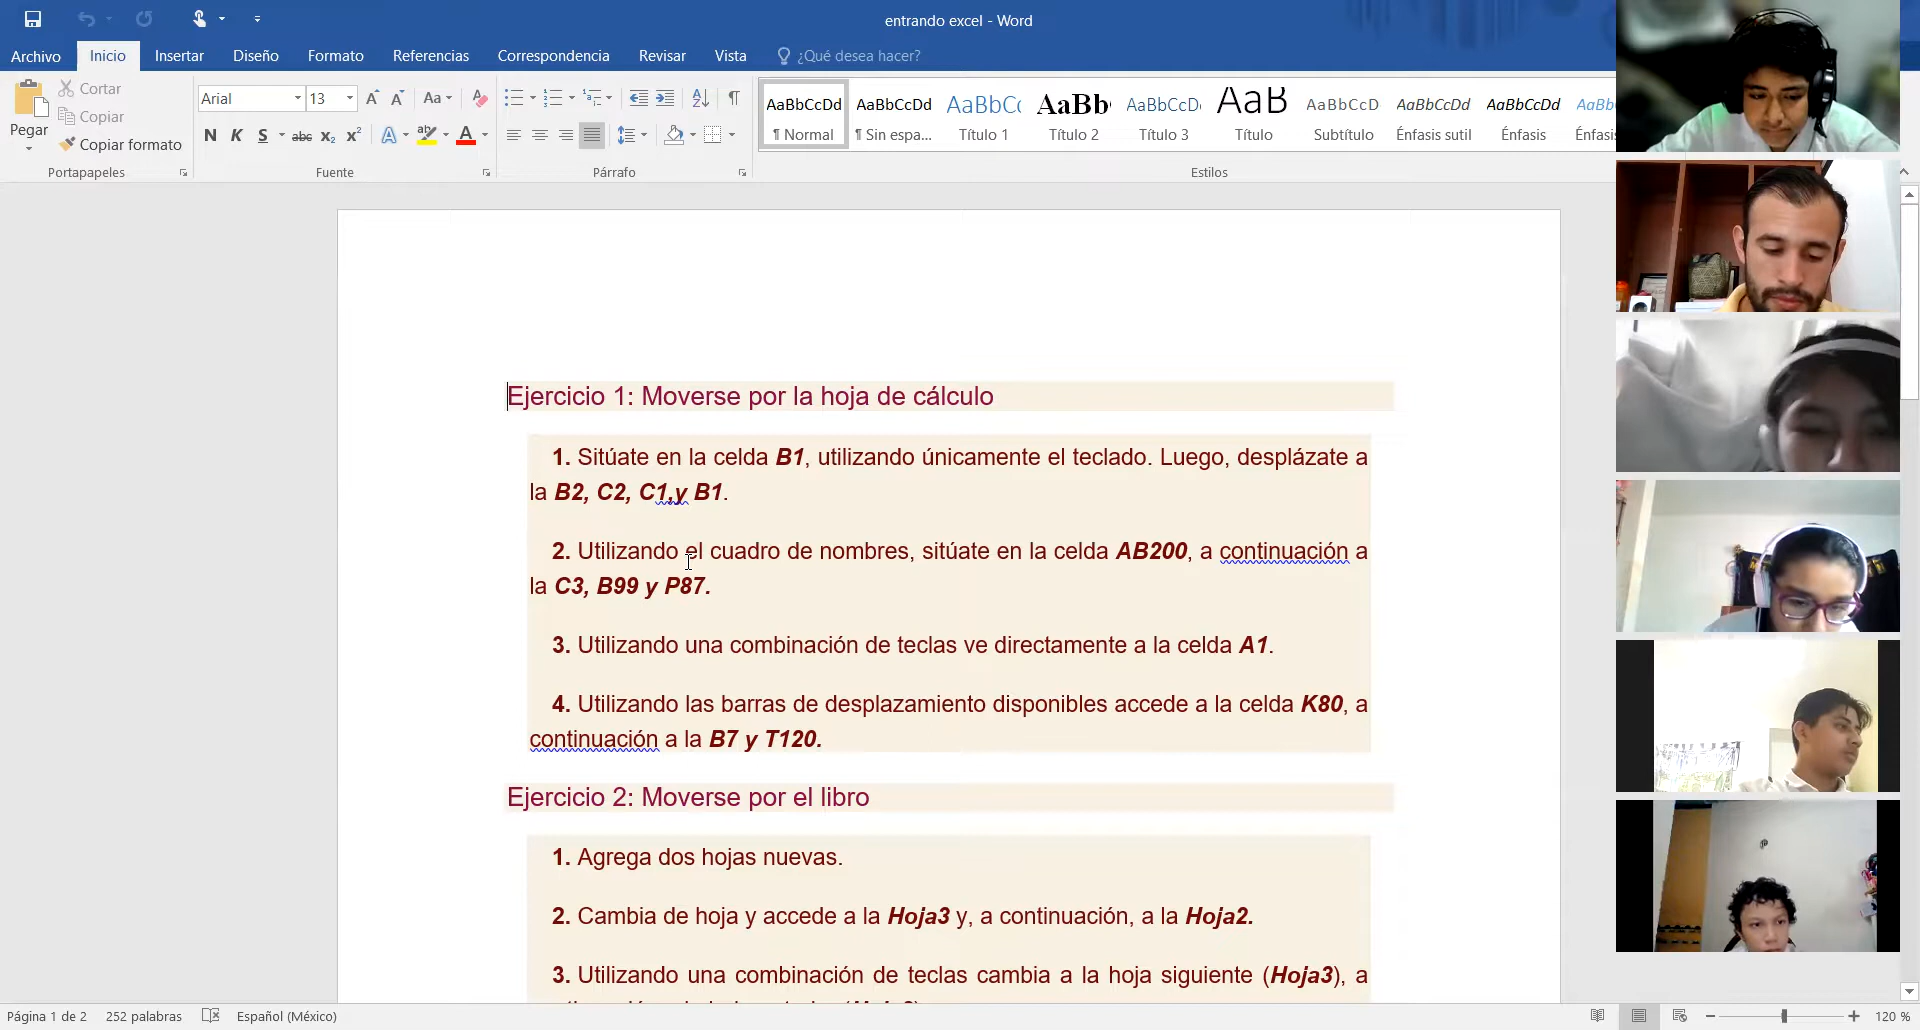 entrando excel - Word
Archivo Inicio Insertar Diseño Formato Referencias Correspondencia Revisar Vista ¿Qué desea hacer?
Pegar
Cortar
Copiar
Copiar formato
Portapapeles
Arial 13
Aa
N K S abc x₂ x² A ab A
Fuente
Párrafo
AaBbCcDd AaBbCcDd AaBbCc AaBb AaBbCcD AaB AaBbCcD AaBbCcDd AaBbCcDd AaBb
¶ Normal ¶ Sin espa... Título 1 Título 2 Título 3 Título Subtítulo Énfasis sutil Énfasis Énfasi
Estilos
Ejercicio 1: Moverse por la hoja de cálculo
1. Sitúate en la celda B1, utilizando únicamente el teclado. Luego, desplázate a
la B2, C2, C1,y B1.
2. Utilizando el cuadro de nombres, sitúate en la celda AB200, a continuación a
la C3, B99 y P87.
3. Utilizando una combinación de teclas ve directamente a la celda A1.
4. Utilizando las barras de desplazamiento disponibles accede a la celda K80, a
continuación a la B7 y T120.
Ejercicio 2: Moverse por el libro
1. Agrega dos hojas nuevas.
2. Cambia de hoja y accede a la Hoja3 y, a continuación, a la Hoja2.
3. Utilizando una combinación de teclas cambia a la hoja siguiente (Hoja3), a
Página 1 de 2 252 palabras Español (México) 120 %